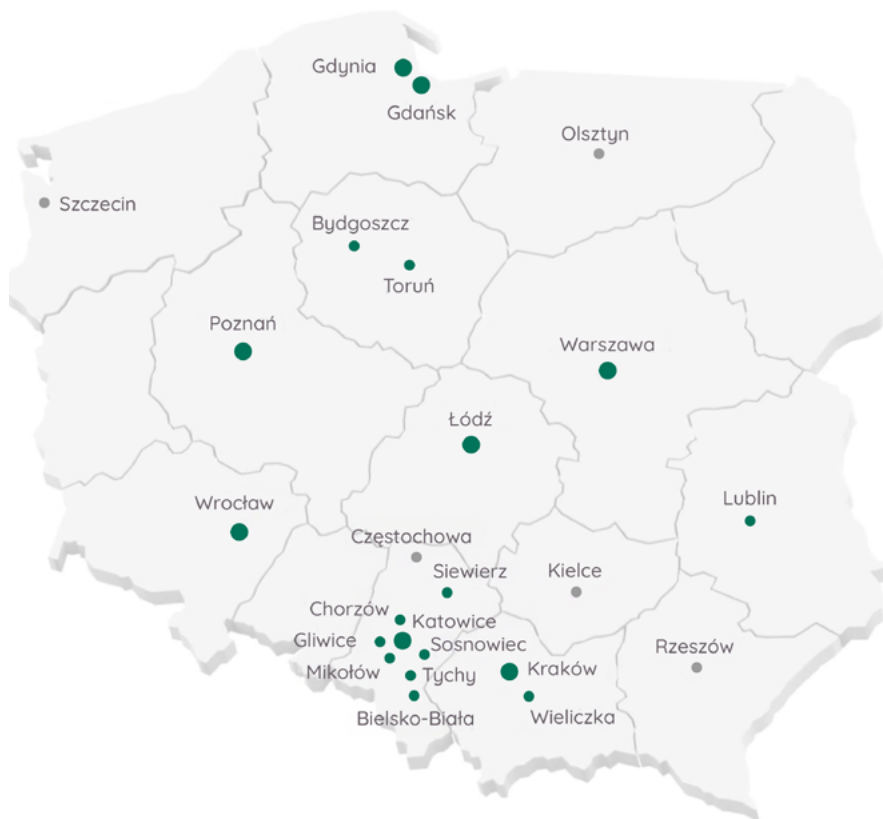 Gdynia
Gdańsk
Olsztyn
Szczecin
Bydgoszcz
Toruń
Poznań
Warszawa
Łódź
Lublin
Wrocław
Częstochowa
Siewierz
Kielce
Chorzów
Katowice
Gliwice
Sosnowiec
Rzeszów
Mikołów
Tychy
Kraków
Bielsko-Biała
Wieliczka